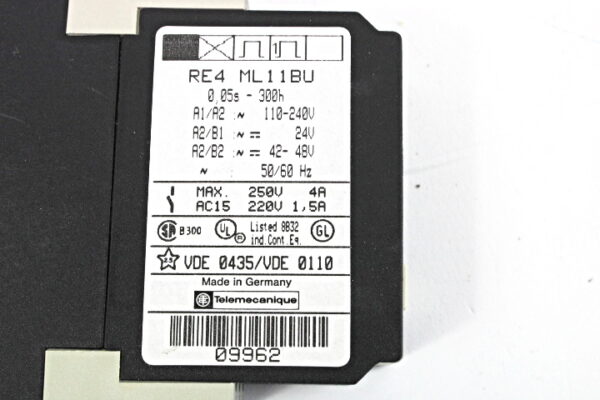 RE4 ML11BU
0,05s - 300h
A1/A2 : ~ 110-240V
A2/B1 : ~ ⎓ 24V
A2/B2 : ~ ⎓ 42- 48V
~ : 50/60 Hz
MAX. 250V 4A
AC15 220V 1,5A
SA B300 UL Listed 8B32 GL
ind.Cont.Eq.
VDE 0435/VDE 0110
Made in Germany
Telemecanique
09962